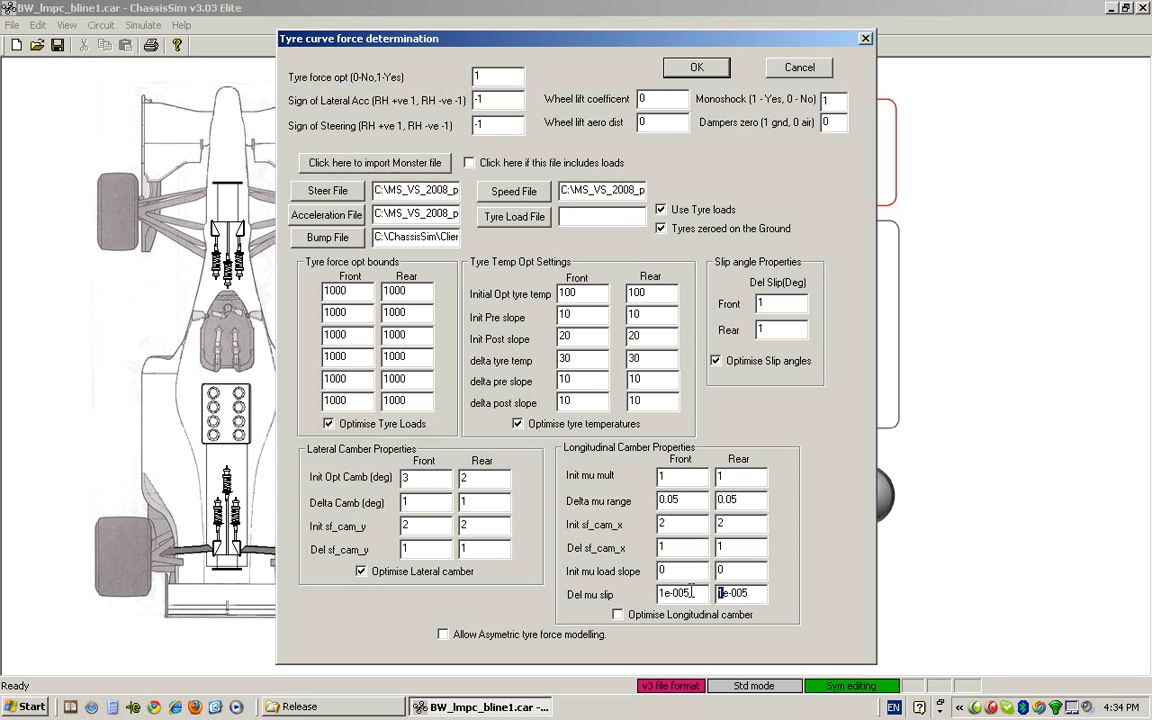 BW_lmpc_bline1.car - ChassisSim v3.03 Elite
File Edit View Circuit Simulate Help
Tyre curve force determination
OK Cancel
Tyre force opt (0-No,1-Yes) 1
Sign of Lateral Acc (RH +ve 1, RH -ve -1) -1 Wheel lift coefficent 0 Monoshock (1 - Yes, 0 - No) 1
Sign of Steering (RH +ve 1, RH -ve -1) -1 Wheel lift aero dist 0 Dampers zero (1 gnd, 0 air) 0
Click here to import Monster file Click here if this file includes loads
Steer File C:\MS_VS_2008_p Speed File C:\MS_VS_2008_p
Acceleration File C:\MS_VS_2008_p Tyre Load File Use Tyre loads
Bump File C:\ChassisSim\Clier Tyres zeroed on the Ground
Tyre force opt bounds Tyre Temp Opt Settings Slip angle Properties
Front Rear Front Rear Del Slip(Deg)
1000 1000 Initial Opt tyre temp 100 100 Front 1
1000 1000 Init Pre slope 10 10 Rear 1
1000 1000 Init Post slope 20 20
1000 1000 delta tyre temp 30 30 Optimise Slip angles
1000 1000 delta pre slope 10 10
1000 1000 delta post slope 10 10
Optimise Tyre Loads Optimise tyre temperatures
Lateral Camber Properties Longitudinal Camber Properties
Front Rear Front Rear
Init Opt Camb (deg) 3 2 Init mu mult 1 1
Delta Camb (deg) 1 1 Delta mu range 0.05 0.05
Init sf_cam_y 2 2 Init sf_cam_x 2 2
Del sf_cam_y 1 1 Del sf_cam_x 1 1
Optimise Lateral camber Init mu load slope 0 0
Del mu slip 1e-005 1e-005
Optimise Longitudinal camber
Allow Asymetric tyre force modelling.
Ready v3 file format Std mode Sym editing
Start Release BW_lmpc_bline1.car -... EN 4:34 PM